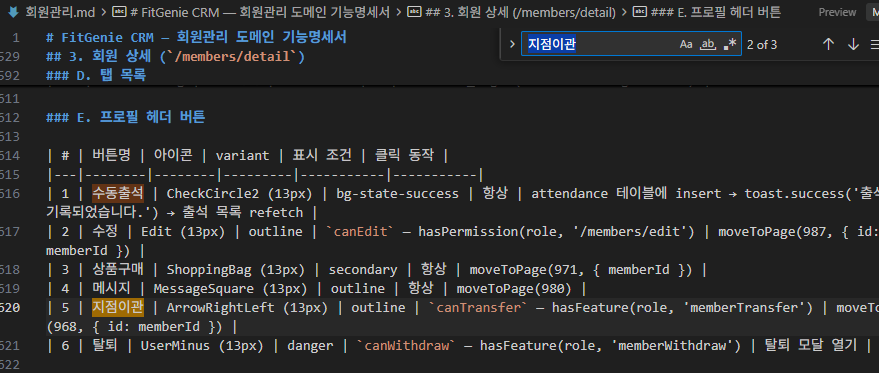 회원관리.md > # FitGenie CRM — 회원관리 도메인 기능명세서 > ## 3. 회원 상세 (/members/detail) > ### E. 프로필 헤더 버튼
Preview
지점이관
Aa ab
2 of 3
1 # FitGenie CRM — 회원관리 도메인 기능명세서
529 ## 3. 회원 상세 (`/members/detail`)
592 ### D. 탭 목록
511
512 ### E. 프로필 헤더 버튼
513
514 | # | 버튼명 | 아이콘 | variant | 표시 조건 | 클릭 동작 |
515 |---|--------|--------|---------|-----------|-----------|
516 | 1 | 수동출석 | CheckCircle2 (13px) | bg-state-success | 항상 | attendance 테이블에 insert → toast.success('출석
기록되었습니다.') → 출석 목록 refetch |
517 | 2 | 수정 | Edit (13px) | outline | `canEdit` — hasPermission(role, '/members/edit') | moveToPage(987, { id:
memberId }) |
518 | 3 | 상품구매 | ShoppingBag (13px) | secondary | 항상 | moveToPage(971, { memberId }) |
519 | 4 | 메시지 | MessageSquare (13px) | outline | 항상 | moveToPage(980) |
620 | 5 | 지점이관 | ArrowRightLeft (13px) | outline | `canTransfer` — hasFeature(role, 'memberTransfer') | moveTo
(968, { id: memberId }) |
521 | 6 | 탈퇴 | UserMinus (13px) | danger | `canWithdraw` — hasFeature(role, 'memberWithdraw') | 탈퇴 모달 열기 |
522